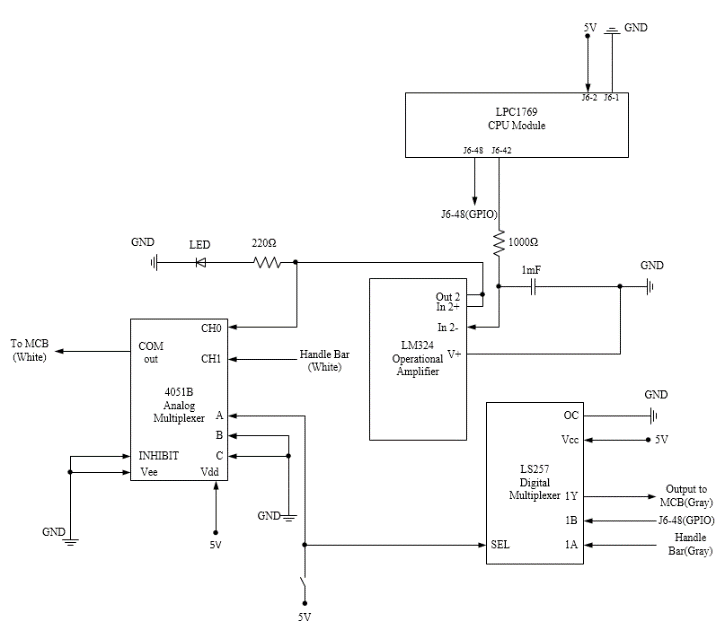 5V
GND
J6-2 J6-1
LPC1769
CPU Module
J6-48 J6-42
J6-48(GPIO)
1000Ω
GND
LED
220Ω
1mF
GND
Out 2
In 2+
In 2-
LM324
Operational
Amplifier
V+
CH0
To MCB
(White)
COM
out
CH1
Handle Bar
(White)
4051B
Analog
Multiplexer
A
B
C
INHIBIT
Vee
Vdd
GND
5V
GND
5V
OC
GND
Vcc
5V
LS257
Digital
Multiplexer
1Y
Output to
MCB(Gray)
1B
J6-48(GPIO)
SEL
1A
Handle
Bar(Gray)